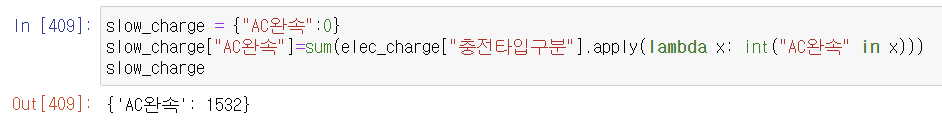 In [409]: slow_charge = {"AC완속":0}
slow_charge["AC완속"]=sum(elec_charge["충전타입구분"].apply(lambda x: int("AC완속" in x)))
slow_charge
Out[409]: {'AC완속': 1532}